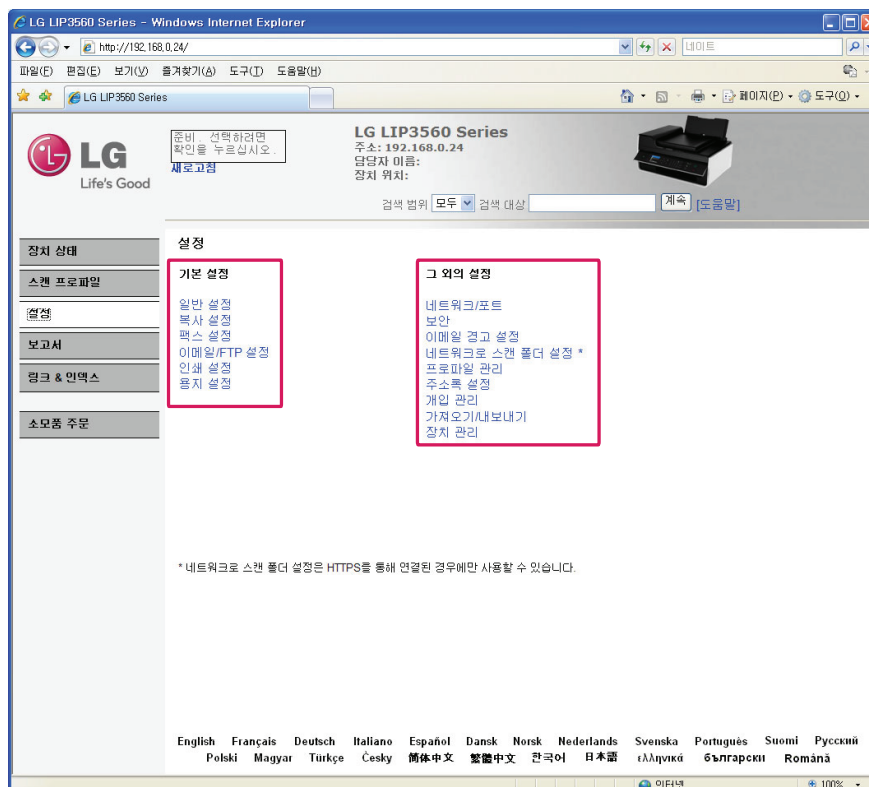 LG LIP3560 Series - Windows Internet Explorer
http://192,168,0,24/
네이트
파일(F) 편집(E) 보기(V) 즐겨찾기(A) 도구(T) 도움말(H)
LG LIP3560 Series
페이지(P) 도구(O)
LG
Life's Good
준비. 선택하려면
확인을 누르십시오.
새로고침
LG LIP3560 Series
주소: 192.168.0.24
담당자 이름:
장치 위치:
검색 범위 모두 검색 대상 계속 [도움말]
장치 상태
스캔 프로파일
설정
보고서
링크 & 인덱스
소모품 주문
설정
기본 설정
일반 설정
복사 설정
팩스 설정
이메일/FTP 설정
인쇄 설정
용지 설정
그 외의 설정
네트워크/포트
보안
이메일 경고 설정
네트워크로 스캔 폴더 설정 *
프로파일 관리
주소록 설정
개입 관리
가져오기/내보내기
장치 관리
* 네트워크로 스캔 폴더 설정은 HTTPS를 통해 연결된 경우에만 사용할 수 있습니다.
English Français Deutsch Italiano Español Dansk Norsk Nederlands Svenska Português Suomi Русский
Polski Magyar Türkçe Česky 简体中文 繁體中文 한국어 日本語 ελληνικά български Română
인터넷 100%